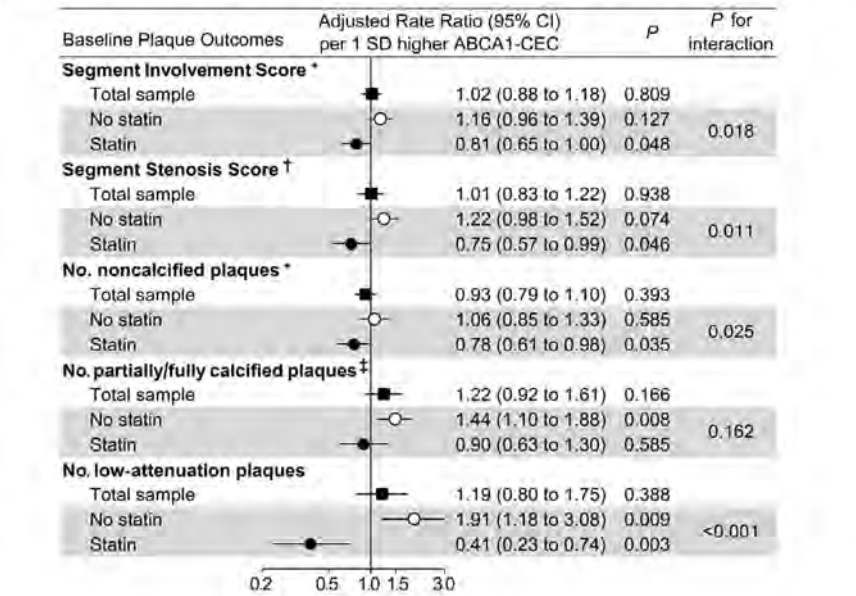 Baseline Plaque Outcomes Adjusted Rate Ratio (95% CI) per 1 SD higher ABCA1-CEC P P for interaction
Segment Involvement Score *
Total sample 1.02 (0.88 to 1.18) 0.809
No statin 1.16 (0.96 to 1.39) 0.127
0.018
Statin 0.81 (0.65 to 1.00) 0.048
Segment Stenosis Score †
Total sample 1.01 (0.83 to 1.22) 0.938
No statin 1.22 (0.98 to 1.52) 0.074
0.011
Statin 0.75 (0.57 to 0.99) 0.046
No. noncalcified plaques *
Total sample 0.93 (0.79 to 1.10) 0.393
No statin 1.06 (0.85 to 1.33) 0.585
0.025
Statin 0.78 (0.61 to 0.98) 0.035
No. partially/fully calcified plaques ‡
Total sample 1.22 (0.92 to 1.61) 0.166
No statin 1.44 (1.10 to 1.88) 0.008
0.162
Statin 0.90 (0.63 to 1.30) 0.585
No. low-attenuation plaques
Total sample 1.19 (0.80 to 1.75) 0.388
No statin 1.91 (1.18 to 3.08) 0.009
<0.001
Statin 0.41 (0.23 to 0.74) 0.003
0.2 0.5 1.0 1.5 3.0